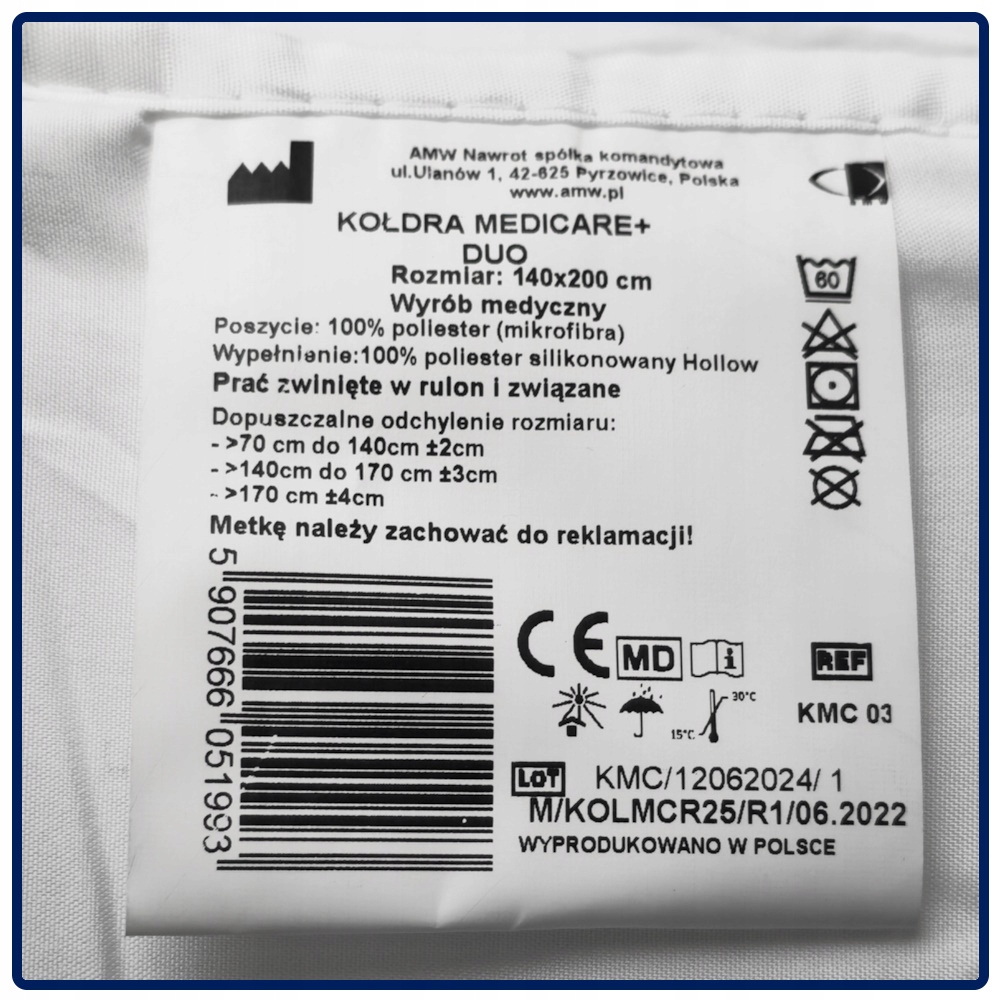 AMW Nawrot spółka komandytowa
ul.Ulanów 1, 42-625 Pyrzowice, Polska
www.amw.pl
KOŁDRA MEDICARE+
DUO
Rozmiar: 140x200 cm
Wyrób medyczny
Poszycie: 100% poliester (mikrofibra)
Wypełnienie:100% poliester silikonowany Hollow
Prać zwinięte w rulon i związane
Dopuszczalne odchylenie rozmiaru:
- >70 cm do 140cm ±2cm
- >140cm do 170 cm ±3cm
- >170 cm ±4cm
Metkę należy zachować do reklamacji!
60
5 907666 051993
CE MD i
REF
KMC 03
30°C
15°C
LOT KMC/12062024/ 1
M/KOLMCR25/R1/06.2022
WYPRODUKOWANO W POLSCE